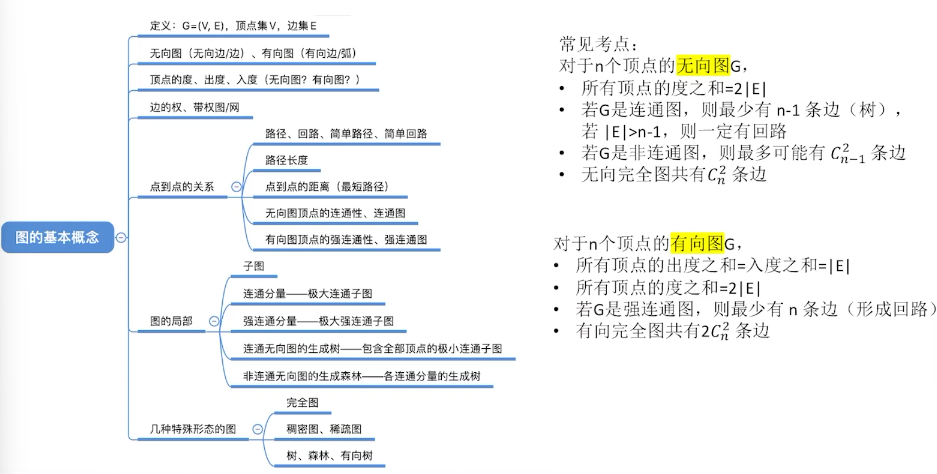 图的基本概念
定义：G=(V, E)，顶点集V，边集E
无向图（无向边/边）、有向图（有向边/弧）
顶点的度、出度、入度（无向图？有向图？）
边的权、带权图/网
点到点的关系
路径、回路、简单路径、简单回路
路径长度
点到点的距离（最短路径）
无向图顶点的连通性、连通图
有向图顶点的强连通性、强连通图
图的局部
子图
连通分量——极大连通子图
强连通分量——极大强连通子图
连通无向图的生成树——包含全部顶点的极小连通子图
非连通无向图的生成森林——各连通分量的生成树
几种特殊形态的图
完全图
稠密图、稀疏图
树、森林、有向树
常见考点：
对于n个顶点的无向图G，
• 所有顶点的度之和=2|E|
• 若G是连通图，则最少有 n-1 条边（树），
若 |E|>n-1，则一定有回路
• 若G是非连通图，则最多可能有 $C_{n-1}^{2}$ 条边
• 无向完全图共有$C_{n}^{2}$ 条边
对于n个顶点的有向图G，
• 所有顶点的出度之和=入度之和=|E|
• 所有顶点的度之和=2|E|
• 若G是强连通图，则最少有 n 条边（形成回路）
• 有向完全图共有$2C_{n}^{2}$ 条边